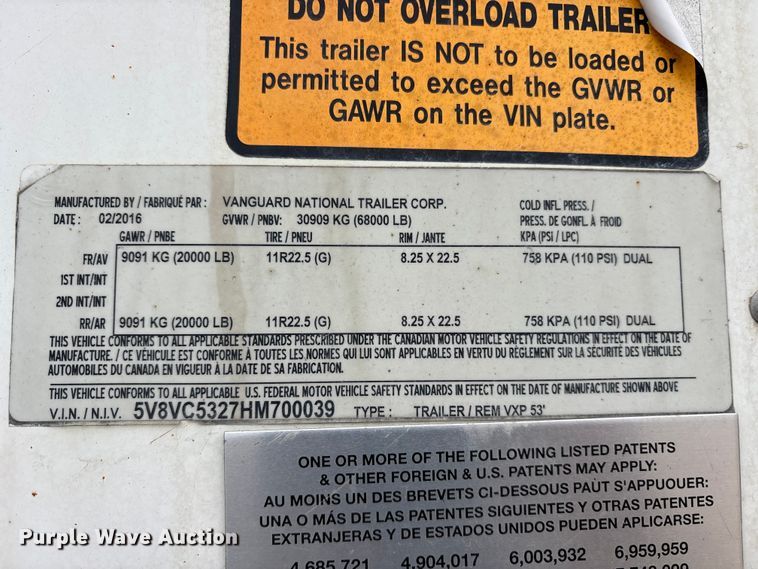 DO NOT OVERLOAD TRAILER
This trailer IS NOT to be loaded or
permitted to exceed the GVWR or
GAWR on the VIN plate.
MANUFACTURED BY / FABRIQUÉ PAR : VANGUARD NATIONAL TRAILER CORP.
DATE : 02/2016 GVWR / PNBV: 30909 KG (68000 LB)
COLD INFL. PRESS. /
PRESS. DE GONFL. À FROID
GAWR / PNBE TIRE / PNEU RIM / JANTE KPA (PSI / LPC)
FR/AV 9091 KG (20000 LB) 11R22.5 (G) 8.25 X 22.5 758 KPA (110 PSI) DUAL
1ST INT/INT
2ND INT/INT
RR/AR 9091 KG (20000 LB) 11R22.5 (G) 8.25 X 22.5 758 KPA (110 PSI) DUAL
THIS VEHICLE CONFORMS TO ALL APPLICABLE STANDARDS PRESCRIBED UNDER THE CANADIAN MOTOR VEHICLE SAFETY REGULATIONS IN EFFECT ON THE DATE OF
MANUFACTURE. / CE VÉHICULE EST CONFORME À TOUTES LES NORMES QUI LUI SONT APPLICABLES EN VERTU DU RÈGLEMENT SUR LA SÉCURITÉ DES VÉHICULES
AUTOMOBILES DU CANADA EN VIGUEUR À LA DATE DE SA FABRICATION.
THIS VEHICLE CONFORMS TO ALL APPLICABLE U.S. FEDERAL MOTOR VEHICLE SAFETY STANDARDS IN EFFECT ON THE DATE OF MANUFACTURE SHOWN ABOVE
V.I.N. / N.I.V. 5V8VC5327HM700039 TYPE : TRAILER / REM VXP 53'
ONE OR MORE OF THE FOLLOWING LISTED PATENTS
& OTHER FOREIGN & U.S. PATENTS MAY APPLY:
AU MOINS UN DES BREVETS CI-DESSOUS PAÙT S'APPUOUER:
UNA O MÁS DE LAS PATENTES SIGUIENTES Y OTRAS PATENTES
EXTRANJERAS Y DE ESTADOS UNIDOS PUEDEN APLICARSE:
4,685,721 4,904,017 6,003,932 6,959,959
Purple Wave Auction